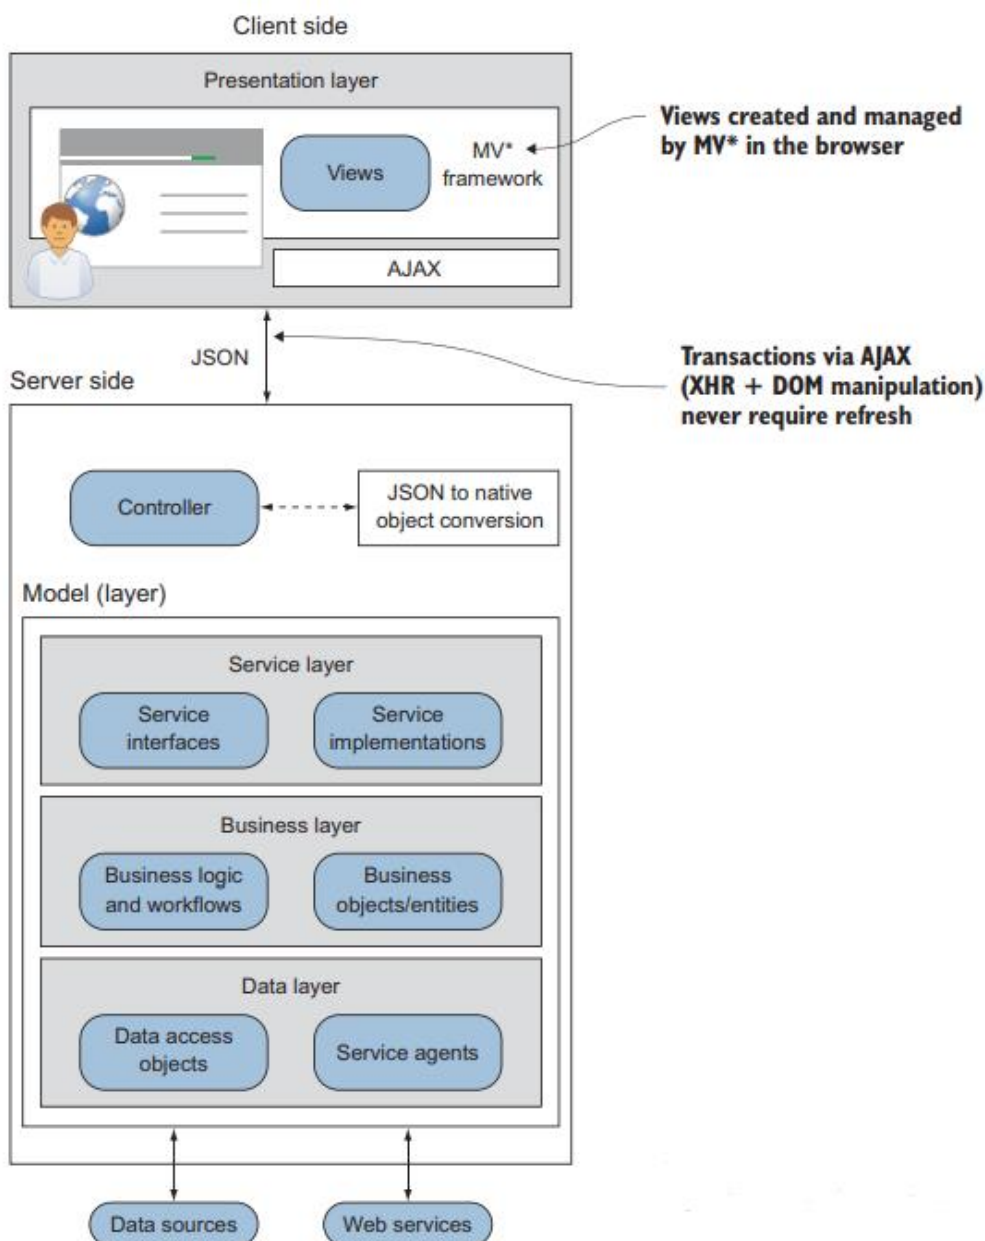 Client side
Presentation layer
Views
MV*
framework
AJAX
Views created and managed
by MV* in the browser
JSON
Transactions via AJAX
(XHR + DOM manipulation)
never require refresh
Server side
Controller
JSON to native
object conversion
Model (layer)
Service layer
Service
interfaces
Service
implementations
Business layer
Business logic
and workflows
Business
objects/entities
Data layer
Data access
objects
Service agents
Data sources
Web services